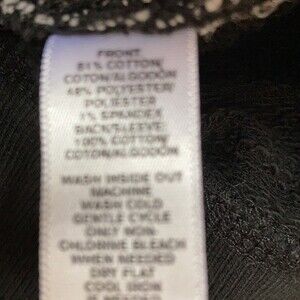 FRONT
51% COTTON/
COTON/ALGODON
48% POLYESTER/
POLIESTER
1% SPANDEX
BACK/SLEEVE:
100% COTTON/
COTON/ALGODON
WASH INSIDE OUT
MACHINE
WASH COLD
GENTLE CYCLE
ONLY NON-
CHLORINE BLEACH
WHEN NEEDED
DRY FLAT
COOL IRON